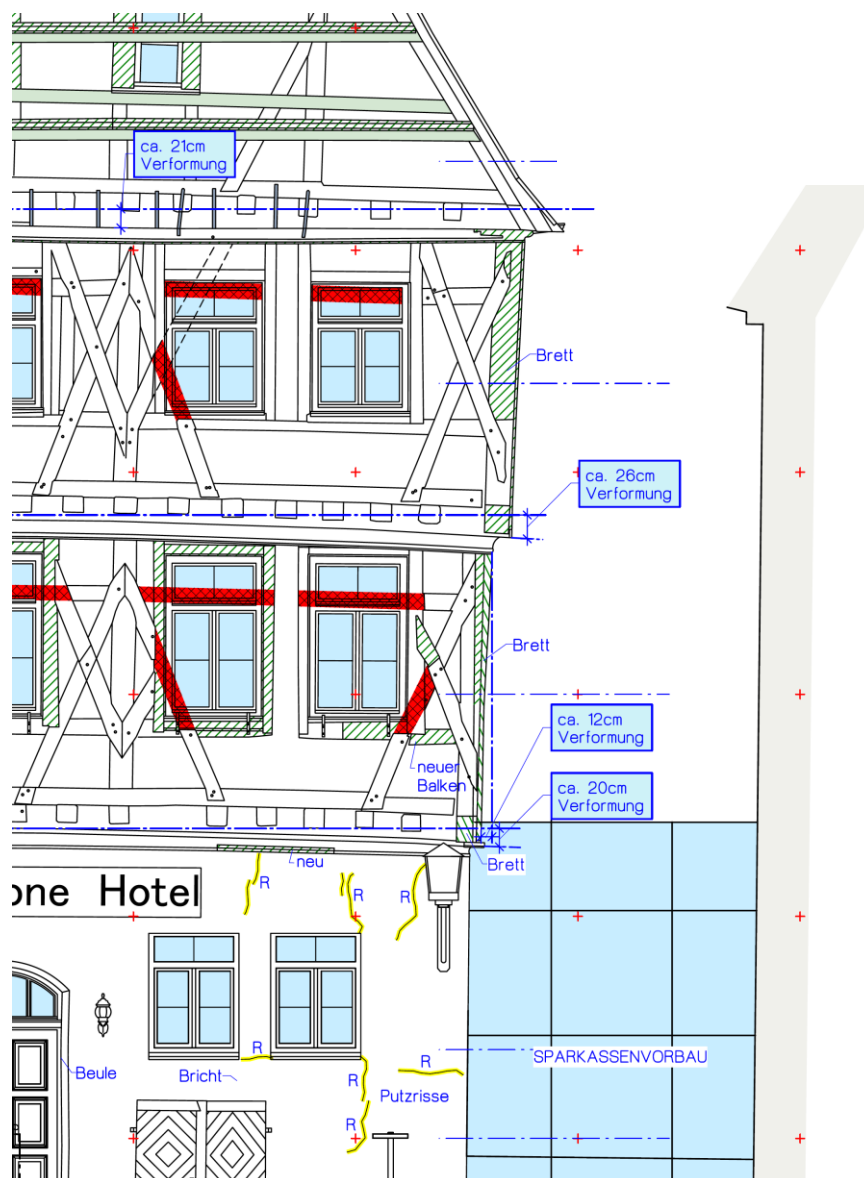 ca. 21cm
Verformung
Brett
ca. 26cm
Verformung
Brett
ca. 12cm
Verformung
neuer
Balken
ca. 20cm
Verformung
neu
Brett
one Hotel
R
R
R
R
R
R
R
SPARKASSENVORBAU
Beule
Bricht
Putzrisse